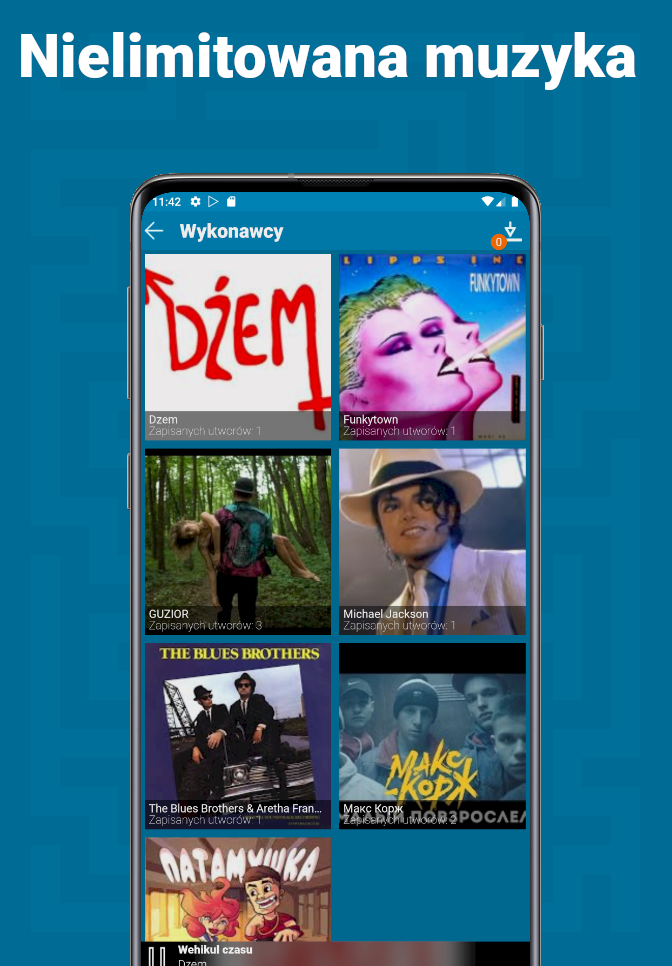 Nielimitowana muzyka
11:42
Wykonawcy
0
DŻEM
Dzem
Zapisanych utworów: 1
LIPPS INC
FUNKYTOWN
Funkytown
Zapisanych utworów: 1
GUZIOR
Zapisanych utworów: 3
Michael Jackson
Zapisanych utworów: 1
THE BLUES BROTHERS
The Blues Brothers & Aretha Fran...
Zapisanych utworów: 1
МАКС
-КОРЖ
Макс Корж
Zapisanych utworów: 2
ПАТАМУШКА
Wehikul czasu
Dzem